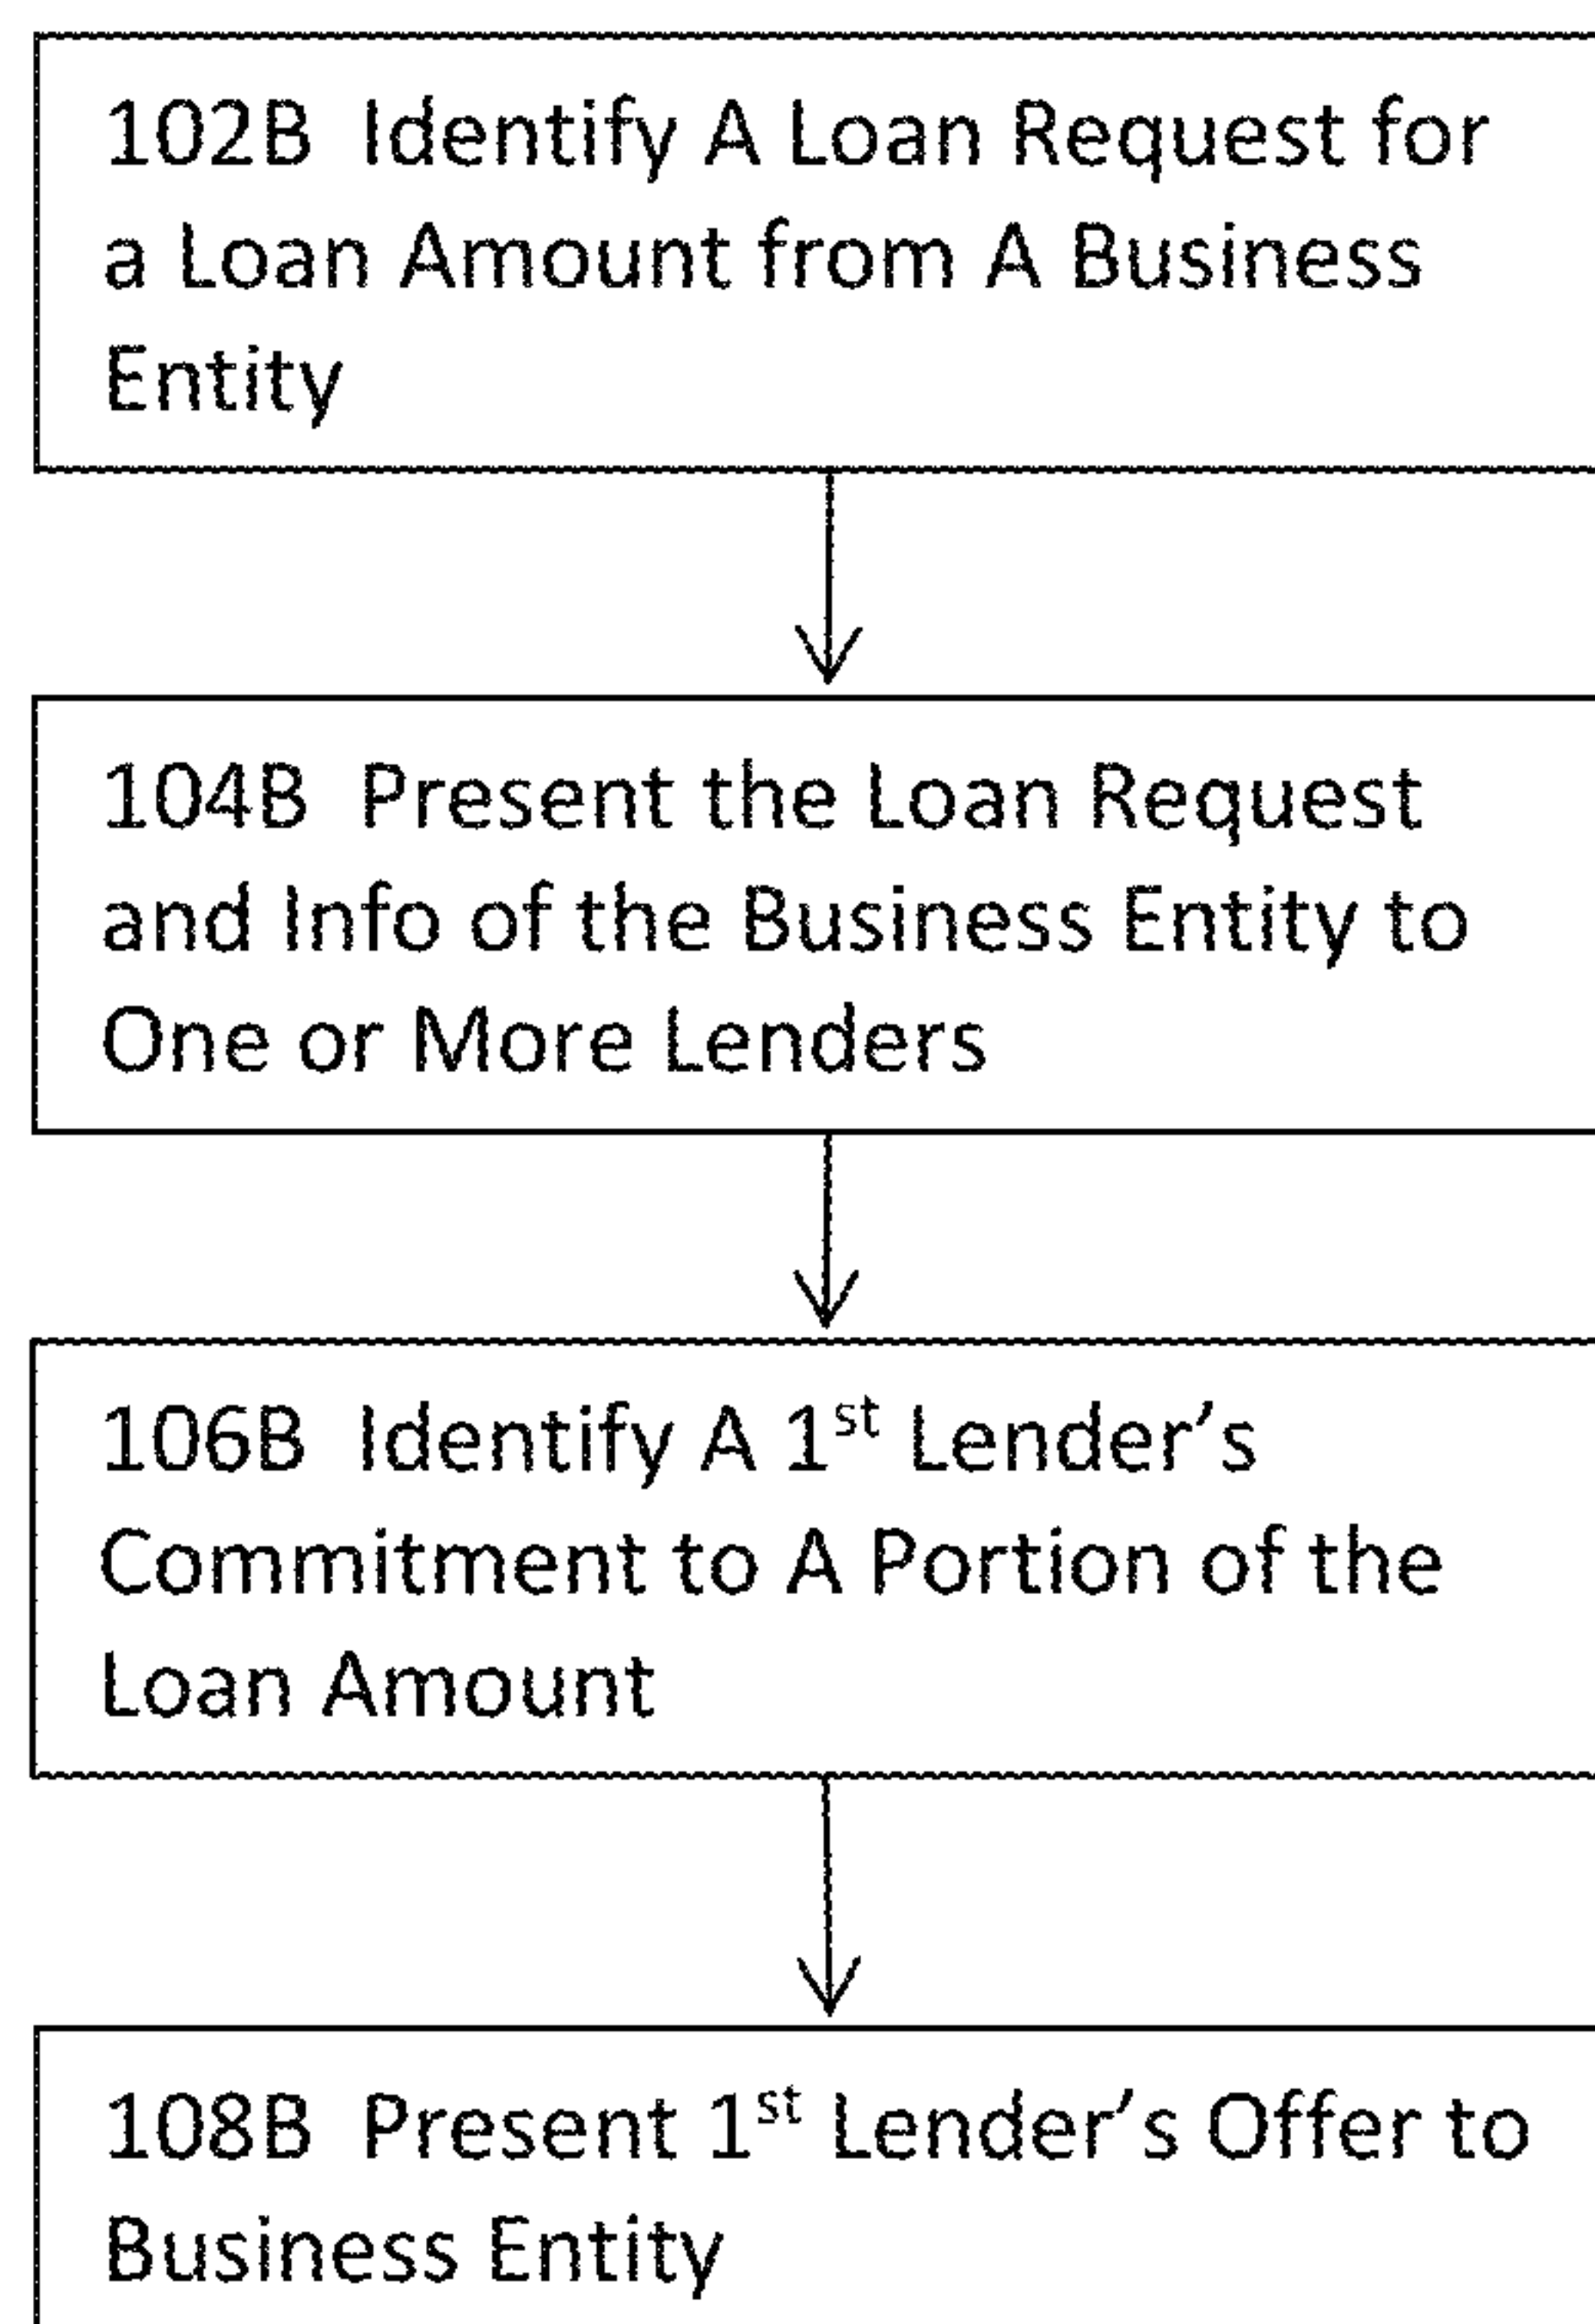 102B Identify A Loan Request for
a Loan Amount from A Business
Entity
104B Present the Loan Request
and Info of the Business Entity to
One or More Lenders
106B Identify A 1st Lender's
Commitment to A Portion of the
Loan Amount
108B Present 1st Lender's Offer to
Business Entity